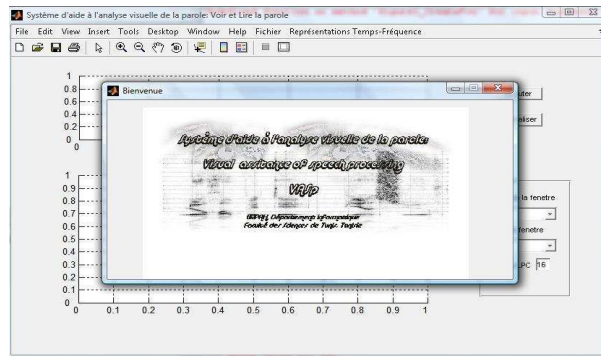 Système d'aide à l'analyse visuelle de la parole: Voir et Lire la parole
File Edit View Insert Tools Desktop Window Help Fichier Représentations Temps-Fréquence
Bienvenue
Système d'aide à l'analyse visuelle de la parole:
Visual assitance of speech processing
VASp
Département informatique
Faculté des Sciences de Tunis, Tunisie
1
0.8
0.6
0.4
0.2
0
0
1
0.9
0.8
0.7
0.6
0.5
0.4
0.3
0.2
0.1
0
0 0.1 0.2 0.3 0.4 0.5 0.6 0.7 0.8 0.9 1
uter
aliser
la fenetre
fenetre
PC 16